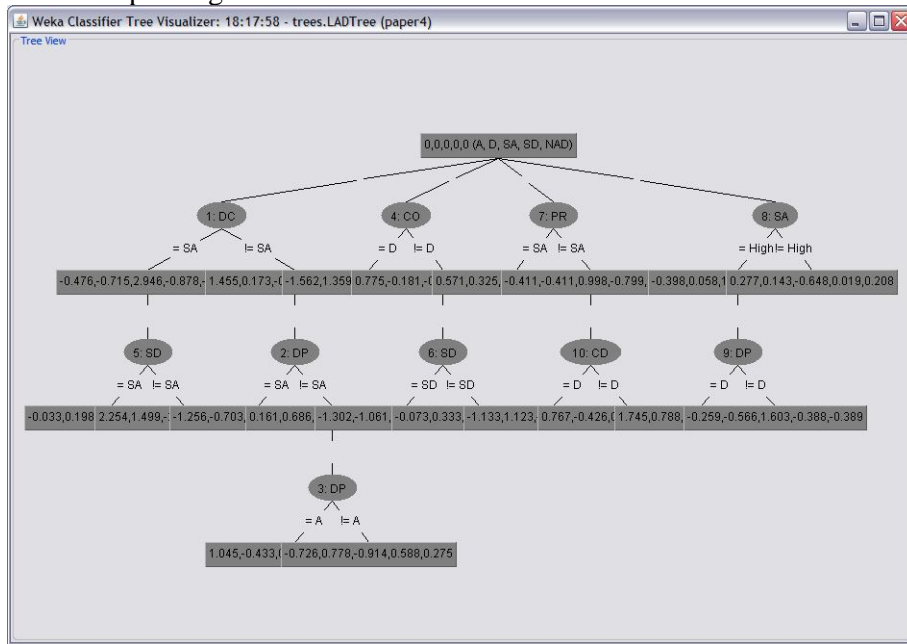 Weka Classifier Tree Visualizer: 18:17:58 - trees.LADTree (paper4)
Tree View
0,0,0,0,0 (A, D, SA, SD, NAD)
1: DC 4: CO 7: PR 8: SA
= SA != SA = D != D = SA != SA = High != High
-0.476,-0.715,2.946,-0.878,- 1.455,0.173,-0 -1.562,1.359 0.775,-0.181,-0 0.571,0.325, -0.411,-0.411,0.998,-0.799, -0.398,0.058,1 0.277,0.143,-0.648,0.019,0.208
5: SD 2: DP 6: SD 10: CD 9: DP
= SA != SA = SA != SA = SD != SD = D != D = D != D
-0.033,0.198 2.254,1.499,- -1.256,-0.703, 0.161,0.686, -1.302,-1.061, -0.073,0.333, -1.133,1.123, 0.767,-0.426,0 1.745,0.788, -0.259,-0.566,1.603,-0.388,-0.389
3: DP
= A != A
1.045,-0.433,0 -0.726,0.778,-0.914,0.588,0.275